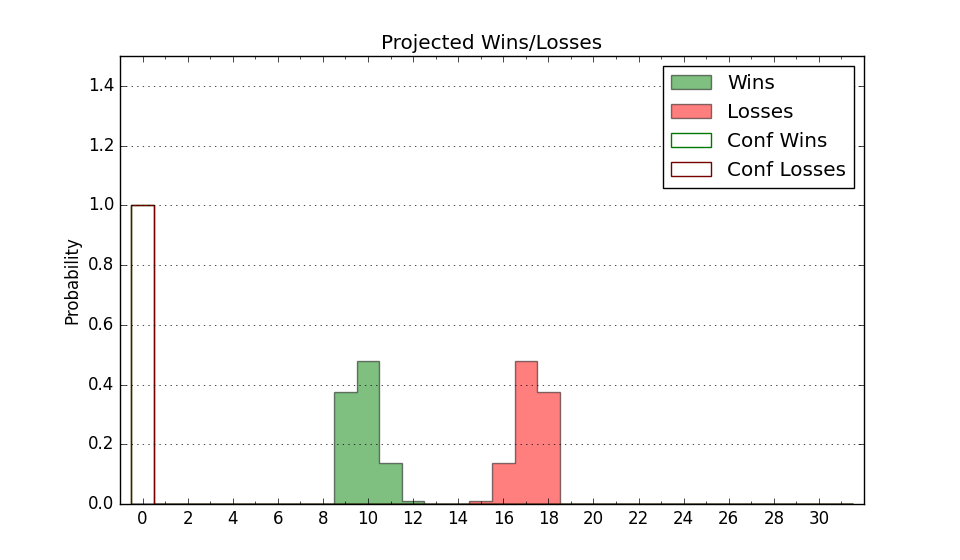 Projected Wins/Losses
Wins
Losses
Conf Wins
Conf Losses
Probability
1.4
1.2
1.0
0.8
0.6
0.4
0.2
0.0
0 2 4 6 8 10 12 14 16 18 20 22 24 26 28 30